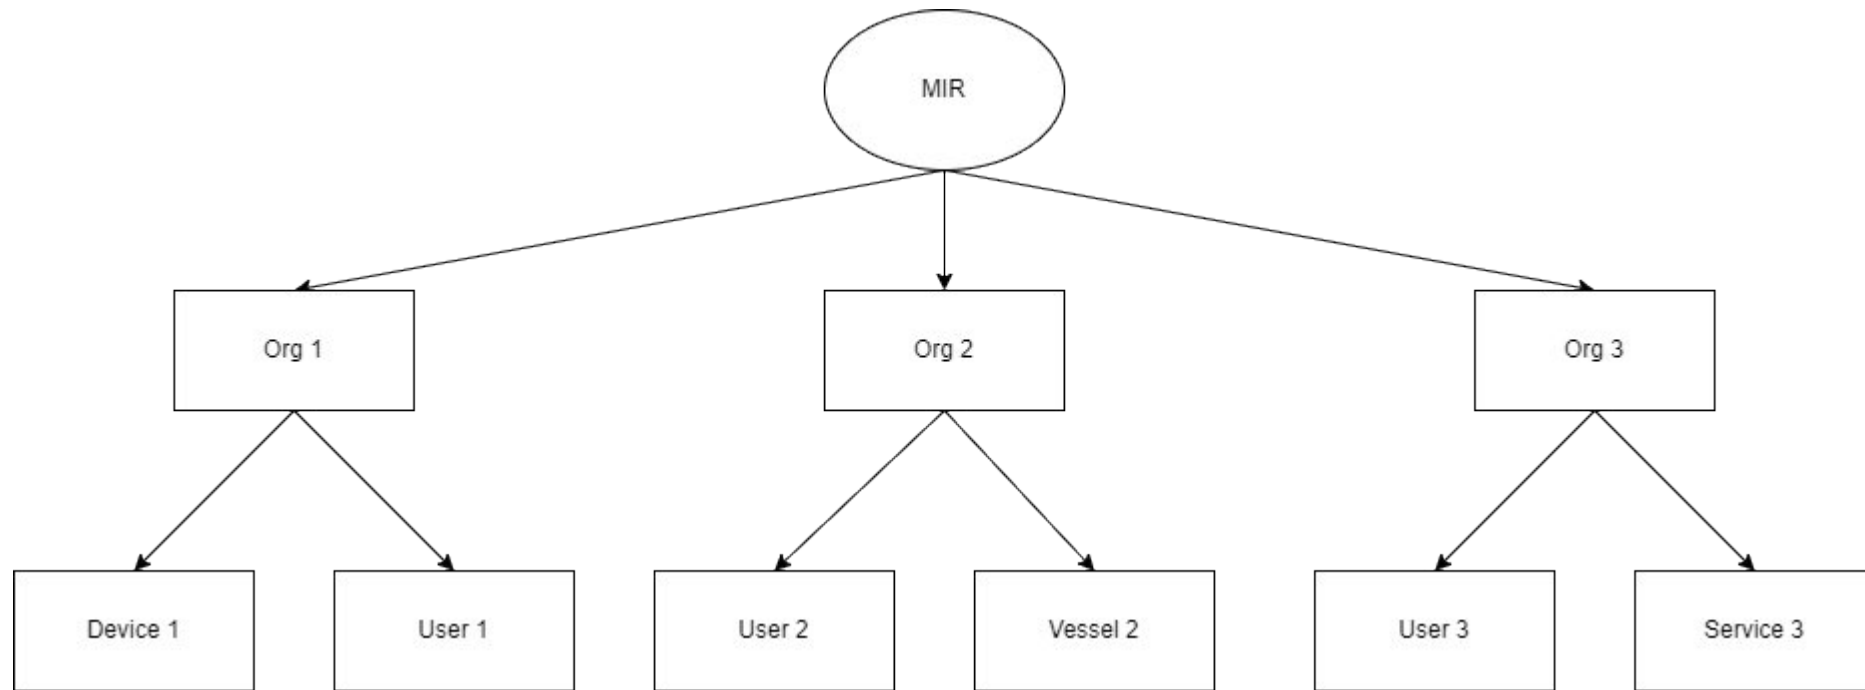 MIR
Org 1
Org 2
Org 3
Device 1
User 1
User 2
Vessel 2
User 3
Service 3